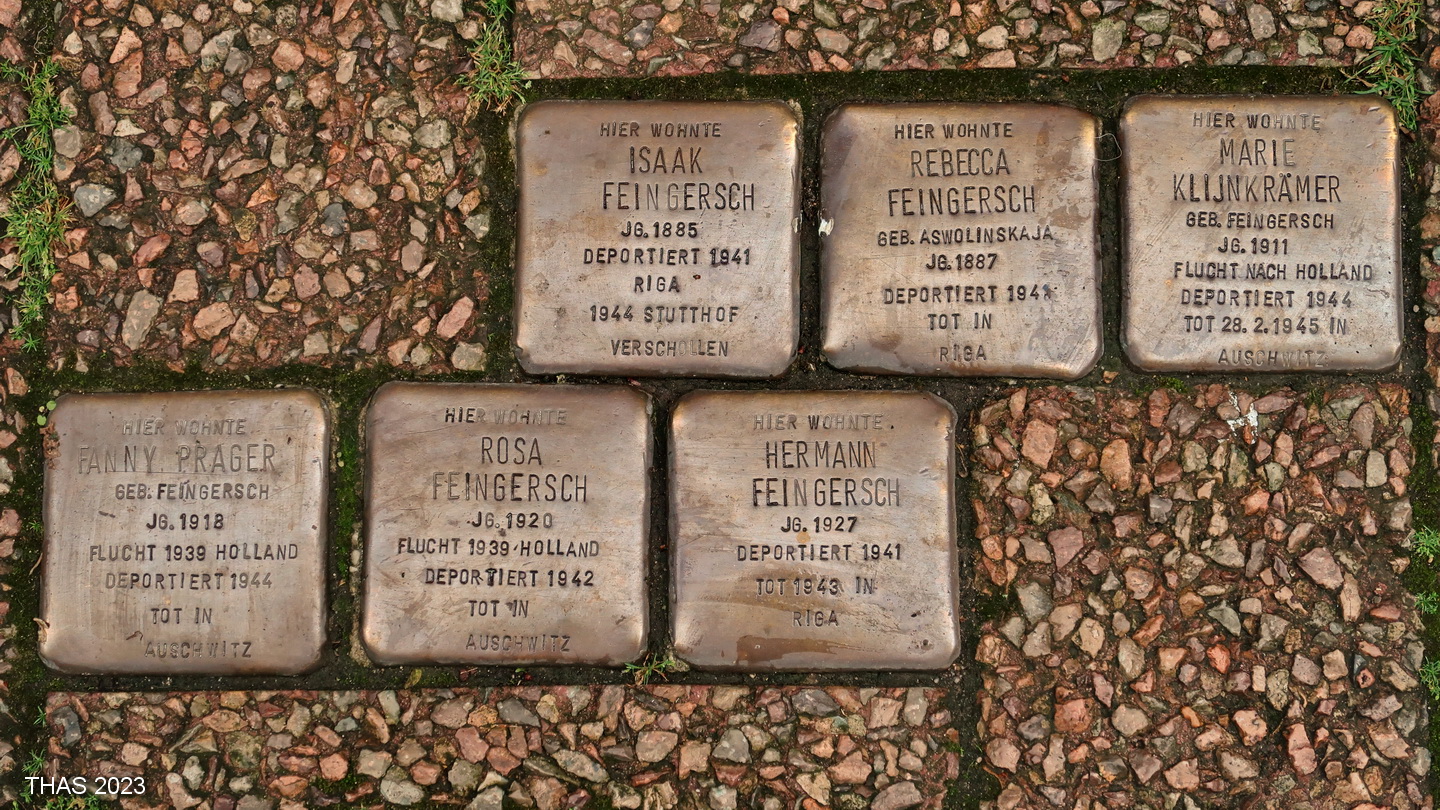 HIER WOHNTE
ISAAK
FEINGERSCH
JG. 1885
DEPORTIERT 1941
RIGA
1944 STUTTHOF
VERSCHOLLEN
HIER WOHNTE
REBECCA
FEINGERSCH
GEB. ASWOLINSKAJA
JG. 1887
DEPORTIERT 1941
TOT IN
RIGA
HIER WOHNTE
MARIE
KLIJNKRÄMER
GEB. FEINGERSCH
JG. 1911
FLUCHT NACH HOLLAND
DEPORTIERT 1944
TOT 28. 2. 1945 IN
AUSCHWITZ
HIER WOHNTE
FANNY PRAGER
GEB. FEINGERSCH
JG. 1918
FLUCHT 1939 HOLLAND
DEPORTIERT 1944
TOT IN
AUSCHWITZ
HIER WOHNTE
ROSA
FEINGERSCH
JG. 1920
FLUCHT 1939 HOLLAND
DEPORTIERT 1942
TOT IN
AUSCHWITZ
HIER WOHNTE
HERMANN
FEINGERSCH
JG. 1927
DEPORTIERT 1941
TOT 1943 IN
RIGA
THAS 2023